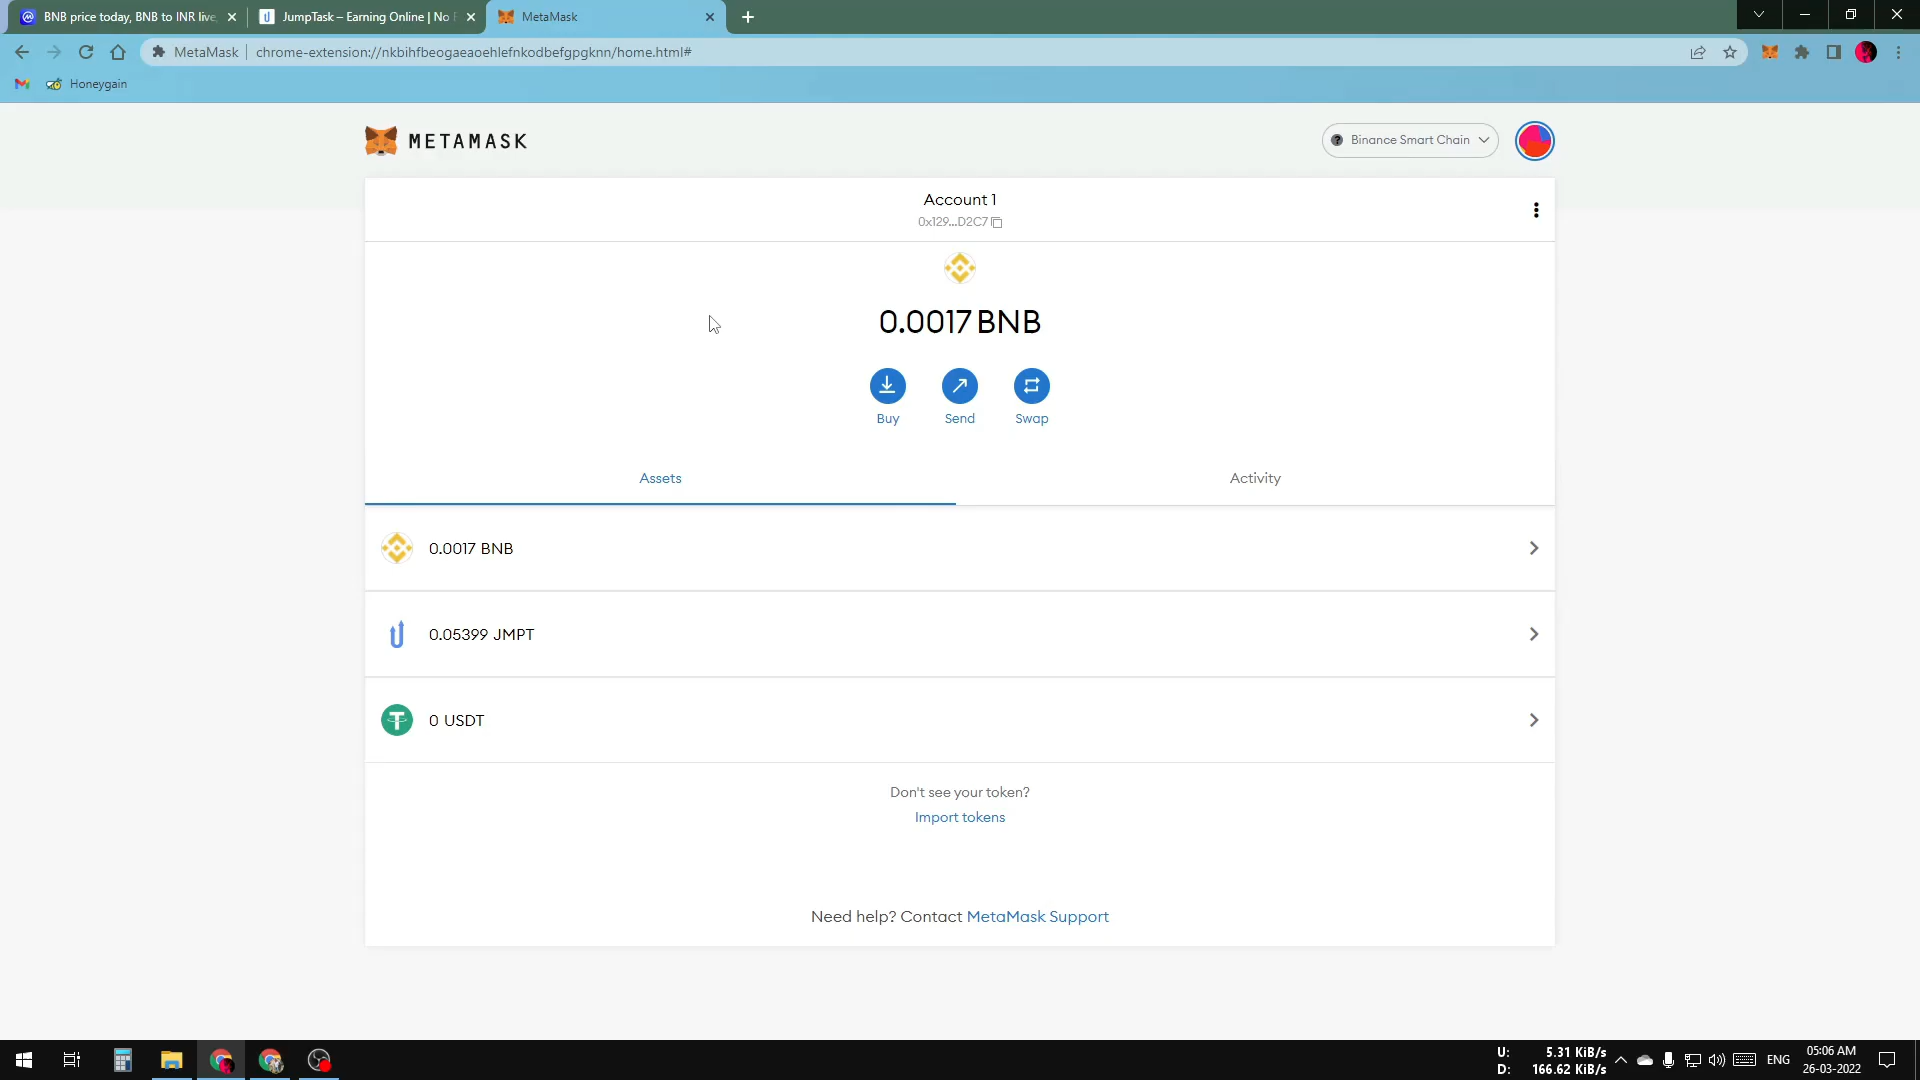 BNB price today, BNB to INR live,
JumpTask – Earning Online | No
MetaMask
MetaMask
chrome-extension://nkbihfbeogaeaoehlefnkodbefgpgknn/home.html#
Honeygain
METAMASK
Binance Smart Chain
Account 1
0x129...D2C7
0.0017 BNB
Buy
Send
Swap
Assets
Activity
0.0017 BNB
0.05399 JMPT
0 USDT
Don't see your token?
Import tokens
Need help? Contact MetaMask Support
U: 5.31 KiB/s
D: 166.62 KiB/s
ENG
05:06 AM
26-03-2022